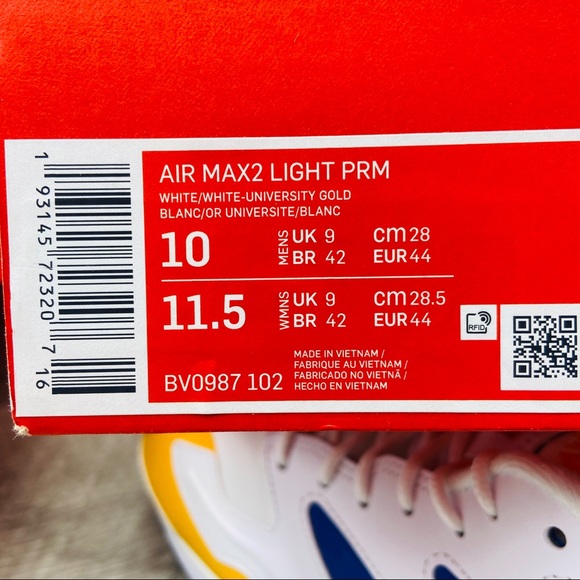 AIR MAX2 LIGHT PRM
WHITE/WHITE-UNIVERSITY GOLD
BLANC/OR UNIVERSITE/BLANC
10 MENS UK 9 CM 28
BR 42 EUR 44
11.5 WMNS UK 9 CM 28.5
BR 42 EUR 44
RFID
BV0987 102
MADE IN VIETNAM /
FABRIQUE AU VIETNAM /
FABRICADO NO VIETNÃ /
HECHO EN VIETNAM
1 93145 72320 7 16